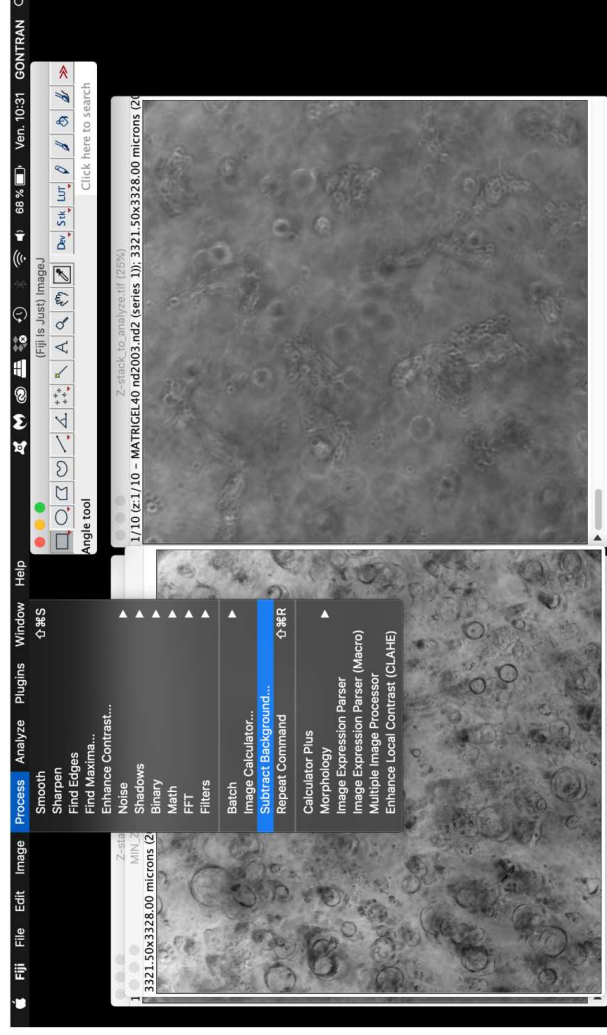 Fiji File Edit Image Process Analyze Plugins Window Help 68 % Ven. 10:31 GONTRAN
(Fiji Is Just) ImageJ
A Dev Stk LUT
Angle tool Click here to search
Smooth ⇧⌘S
Sharpen
Find Edges
Find Maxima...
Enhance Contrast...
Noise
Shadows
Binary
Math
FFT
Filters
Batch
Image Calculator...
Subtract Background...
Repeat Command ⇧⌘R
Calculator Plus
Morphology
Image Expression Parser
Image Expression Parser (Macro)
Multiple Image Processor
Enhance Local Contrast (CLAHE)
Z-sta
MIN_
3321.50x3328.00 microns (2
Z-stack_to_analyze.tif (25%)
1/10 (z:1/10 – MATRIGEL40 nd2003.nd2 (series 1)); 3321.50x3328.00 microns (20